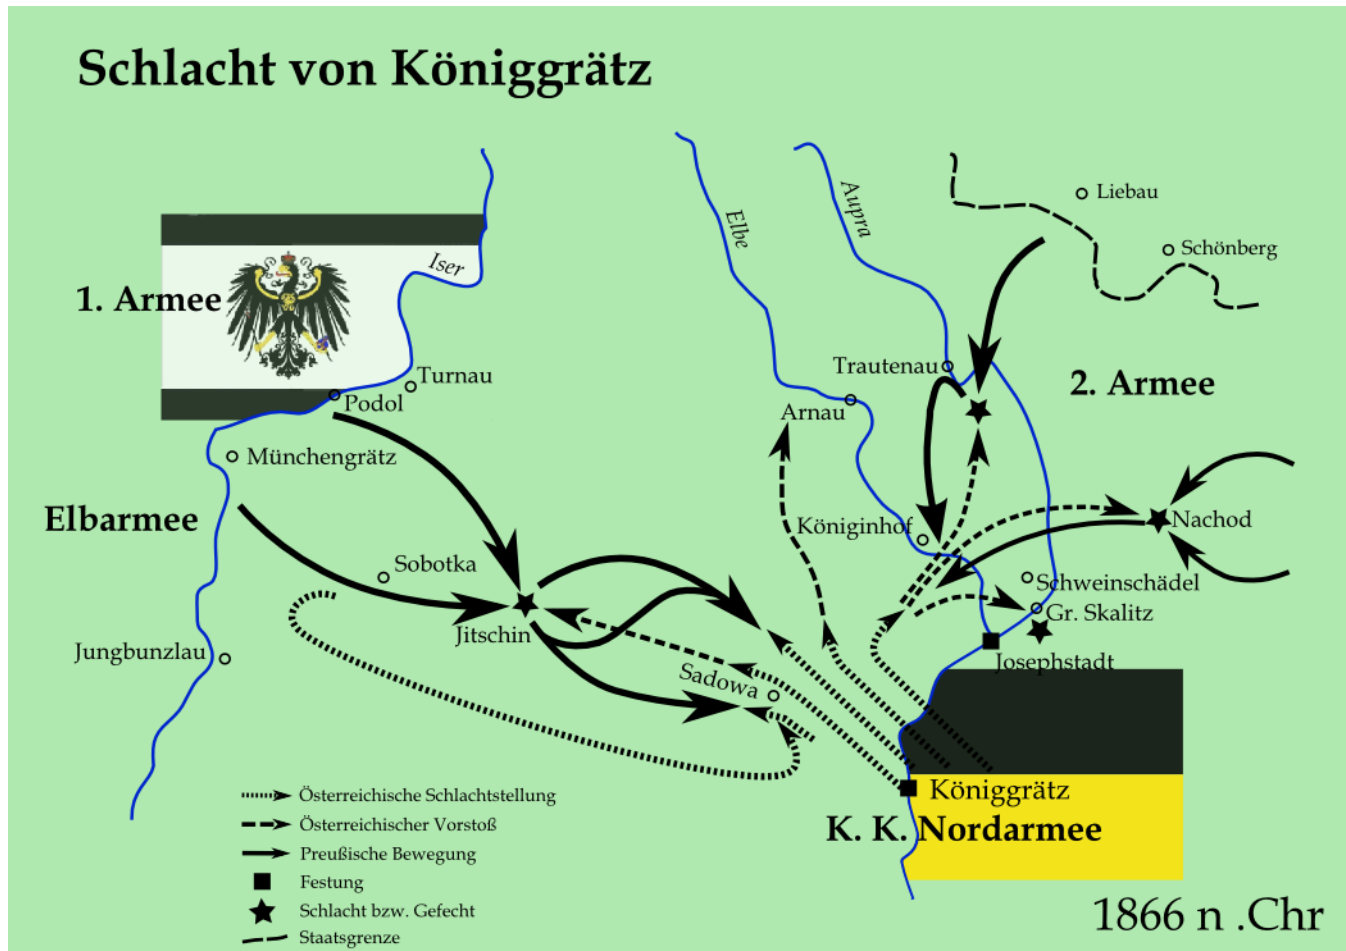 Schlacht von Königgrätz
Elbe
Aupra
Liebau
Schönberg
Iser
1. Armee
Turnau
Podol
Trautenau
2. Armee
Arnau
Münchengrätz
Elbarmee
Königinhof
Nachod
Sobotka
Schweinschädel
Gr. Skalitz
Jitschin
Jungbunzlau
Josephstadt
Sadowa
Königgrätz
K. K. Nordarmee
Österreichische Schlachtstellung
Österreichischer Vorstoß
Preußische Bewegung
Festung
Schlacht bzw. Gefecht
Staatsgrenze
1866 n .Chr